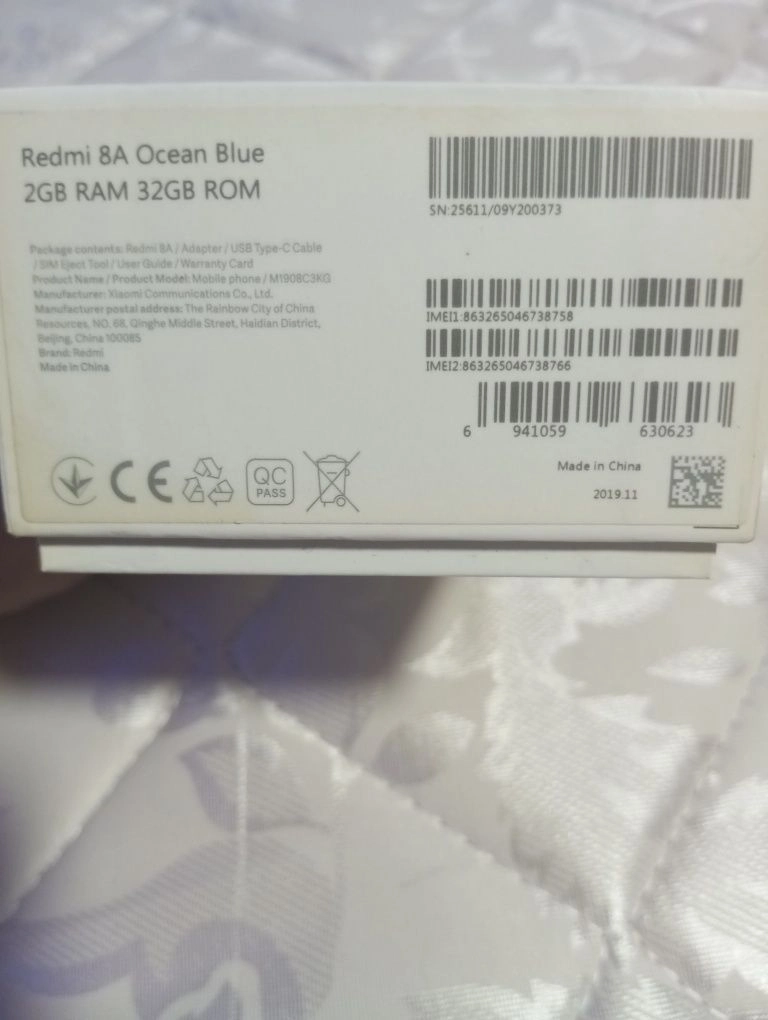 Redmi 8A Ocean Blue
2GB RAM 32GB ROM
Package contents: Redmi 8A / Adapter / USB Type-C Cable
/ SIM Eject Tool / User Guide / Warranty Card
Product Name / Product Model: Mobile phone / M1908C3KG
Manufacturer: Xiaomi Communications Co., Ltd.
Manufacturer postal address: The Rainbow City of China
Resources, NO. 68, Qinghe Middle Street, Haidian District,
Beijing, China 100085
Brand: Redmi
Made in China
CE
QC
PASS
SN:25611/09Y200373
IMEI1:863265046738758
IMEI2:863265046738766
6 941059 630623
Made in China
2019.11